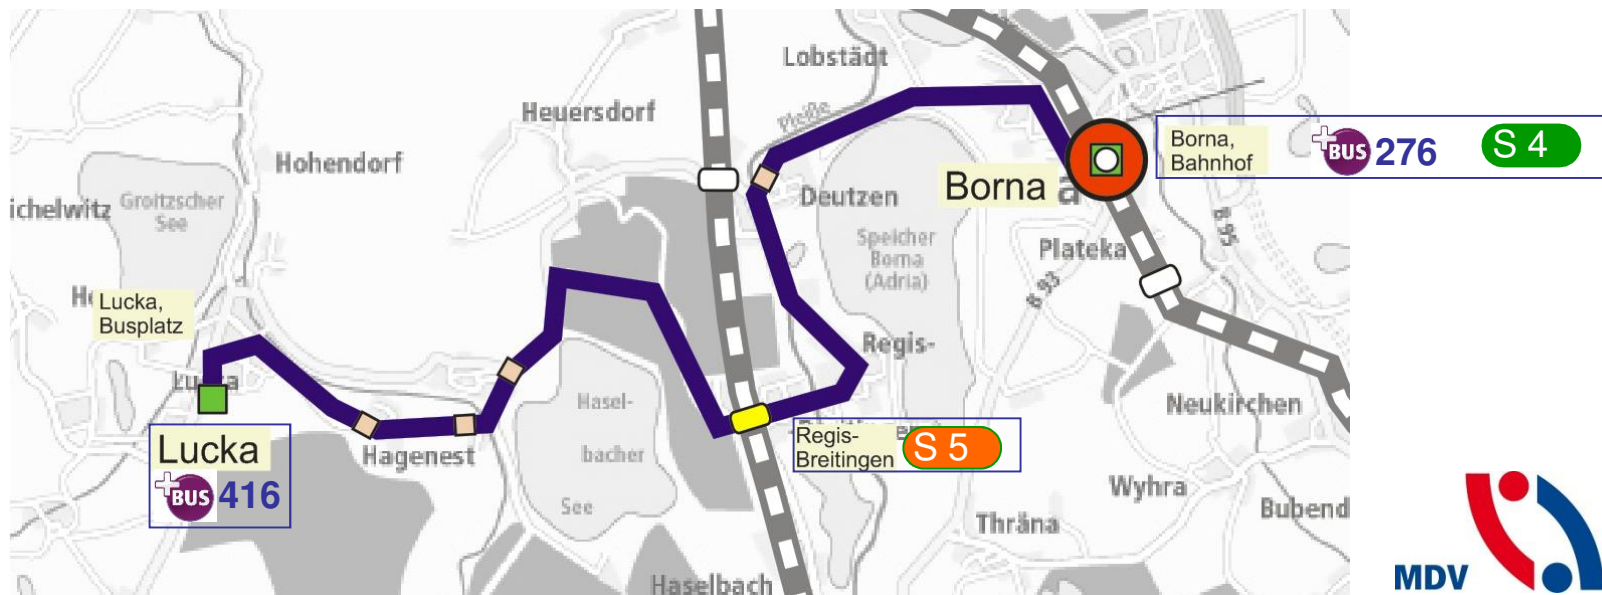 Lobstädt
Heuersdorf
Pleiße
Hohendorf
Borna,
Bahnhof
+BUS 276
S 4
Borna
ichelwitz
Groitzscher
See
Deutzen
Speicher
Borna
(Adria)
Plateka
B 95
B 93
Lucka,
Busplatz
Regis-
Hasel-
bacher
See
Neukirchen
Hagenest
Lucka
+BUS 416
Regis-
Breitingen
S 5
Wyhra
Thräna
Bubend
Haselbach
MDV